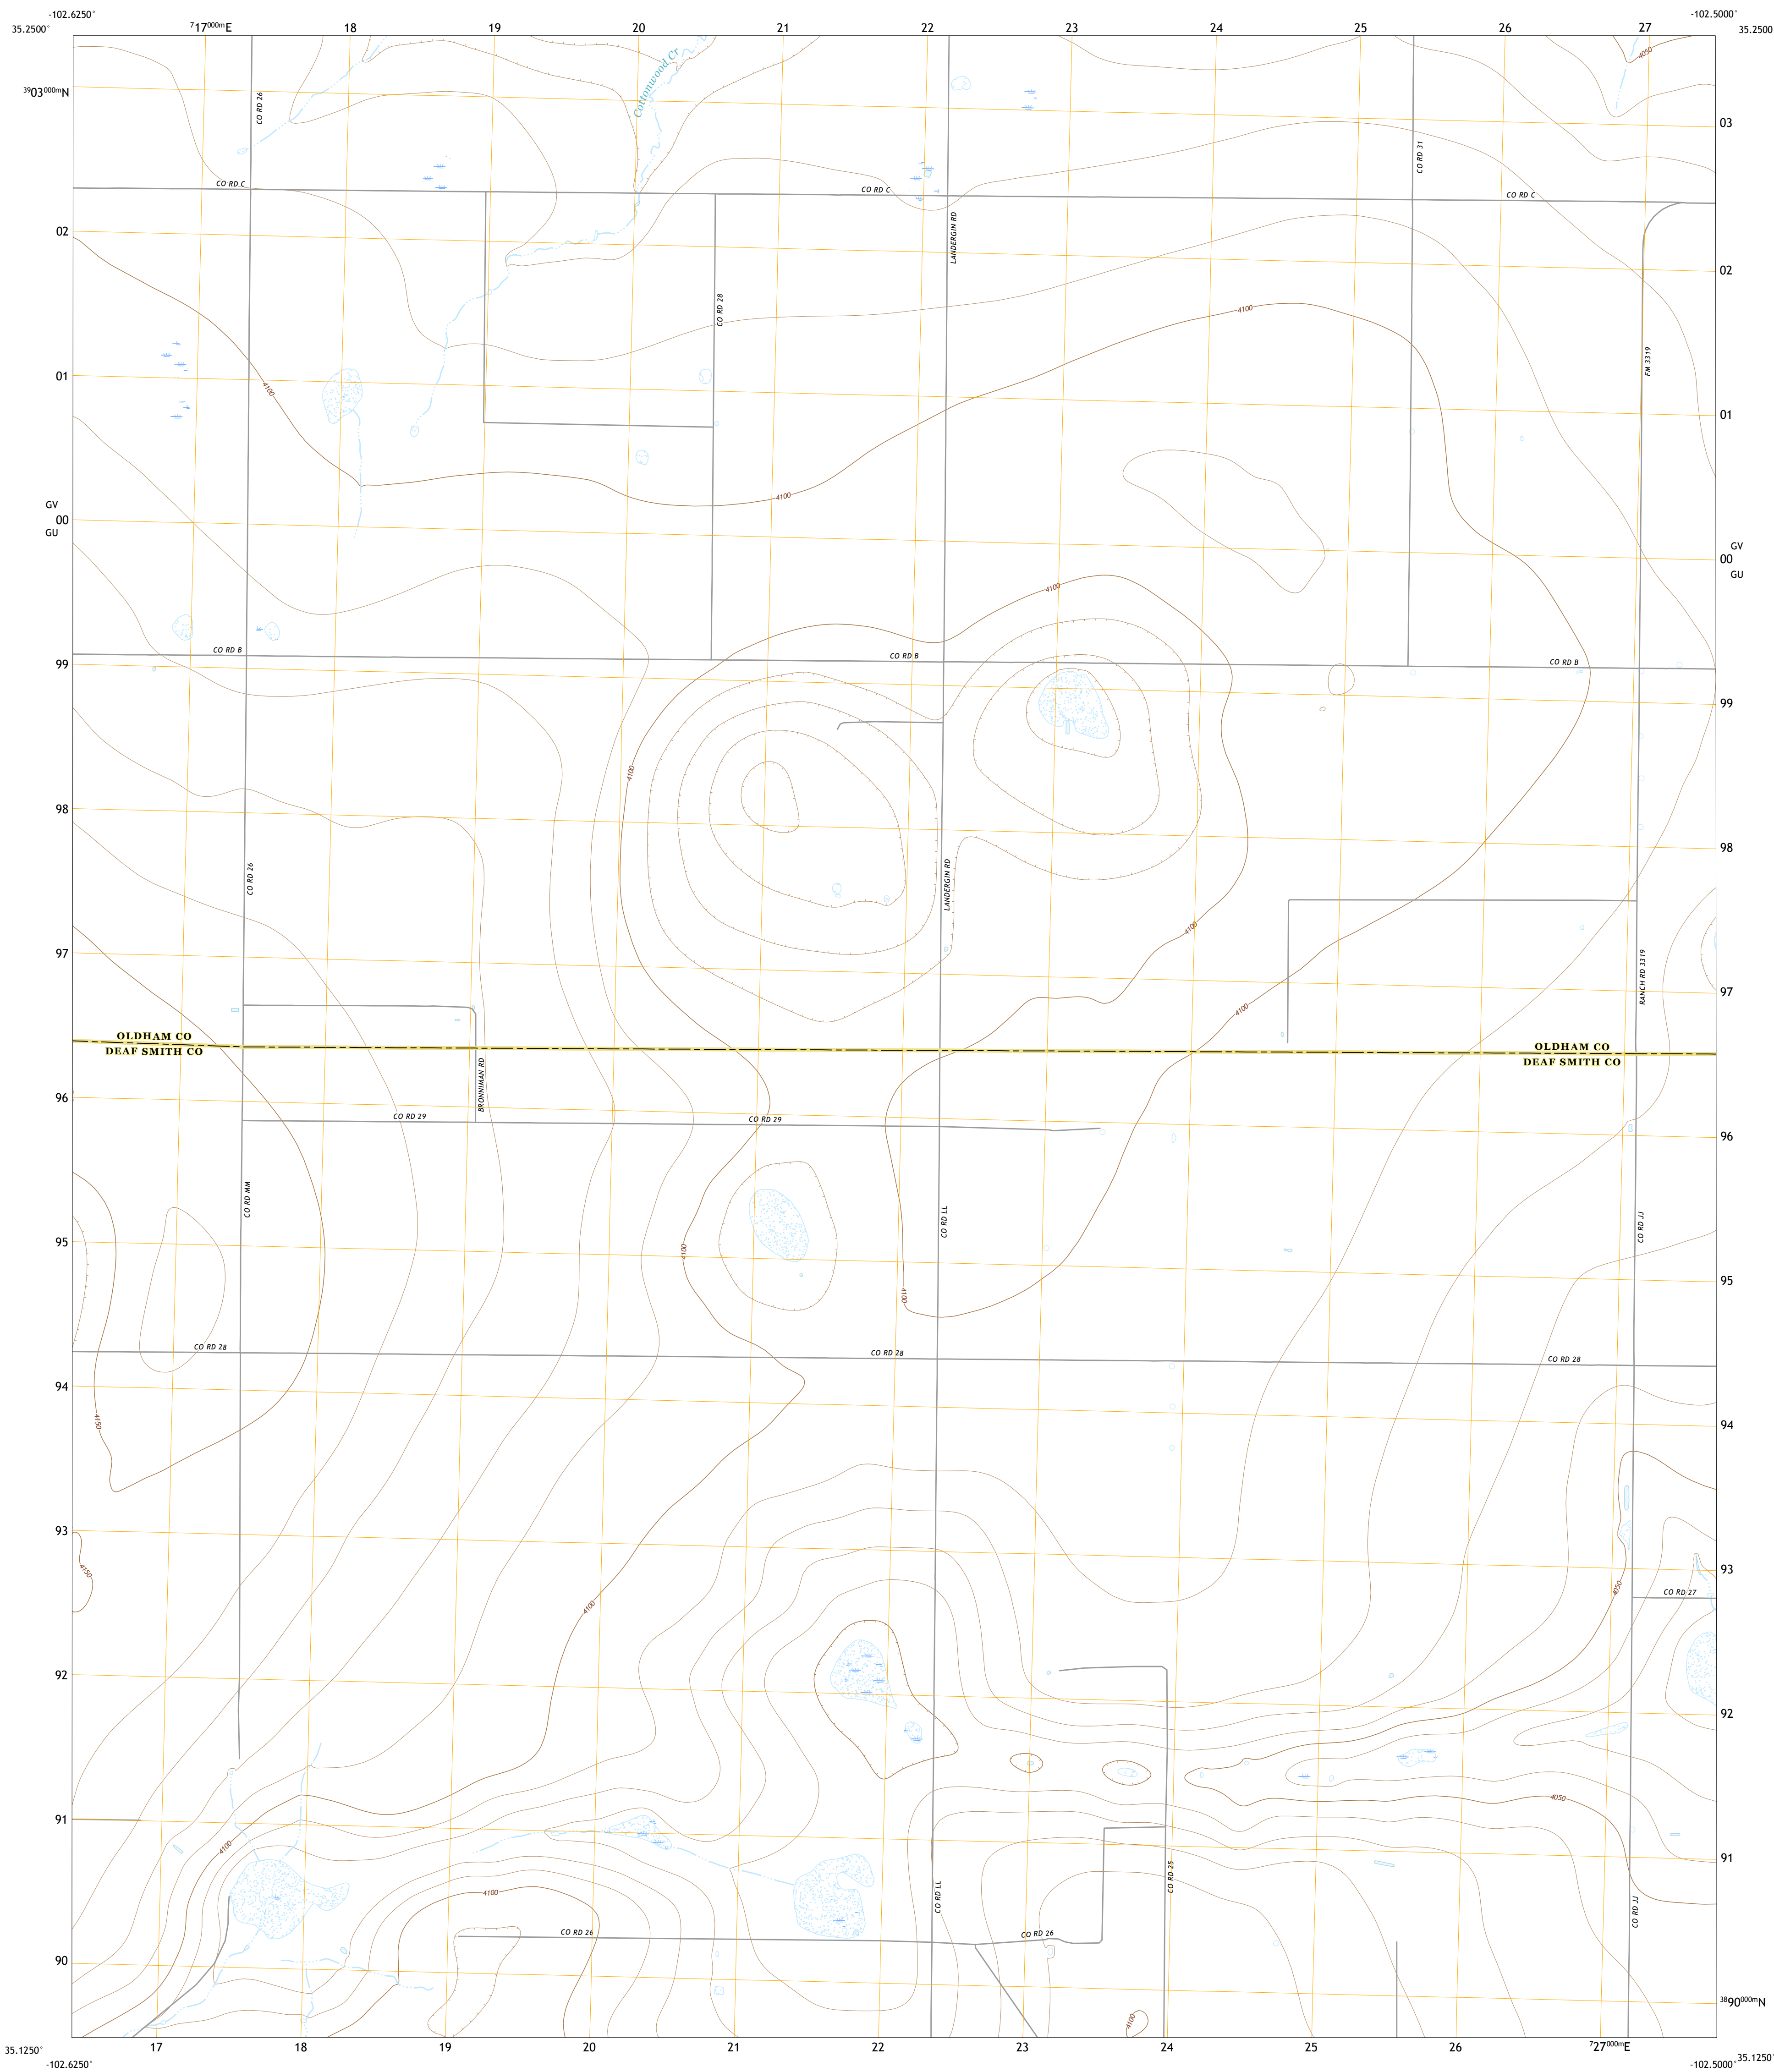 -102.6250°
-102.5000°
35.2500°
⁷17⁰⁰⁰ᵐE 18 19 20 21 22 23 24 25 26 27
35.2500
³⁹03⁰⁰⁰ᵐN
Cottonwood Cr
CO RD 26
4050
03
CO RD 31
CO RD C
CO RD C
CO RD C
02
LANDERGIN RD
02
CO RD 28
4100
FM 3319
01
4100
01
4100
GV
00
GU
GV
00
GU
4100
CO RD B
CO RD B
CO RD B
99
99
4100
98
98
CO RD 26
LANDERGIN RD
4100
97
RANCH RD 3319
97
4100
OLDHAM CO
DEAF SMITH CO
OLDHAM CO
DEAF SMITH CO
BRONNIMAN RD
96
CO RD 29
CO RD 29
96
CO RD MM
CO RD LL
CO RD JJ
95
4100
95
4100
CO RD 28
CO RD 28
CO RD 28
94
4150
94
93
4150
93
4050
CO RD 27
4100
92
92
4050
91
4100
91
CO RD 25
4100
CO RD LL
CO RD JJ
CO RD 26
CO RD 26
90
³⁸90⁰⁰⁰ᵐN
4100
35.1250°
17 18 19 20 21 22 23 24 25 26 ⁷27⁰⁰⁰ᵐE
35.1250°
-102.6250°
-102.5000°